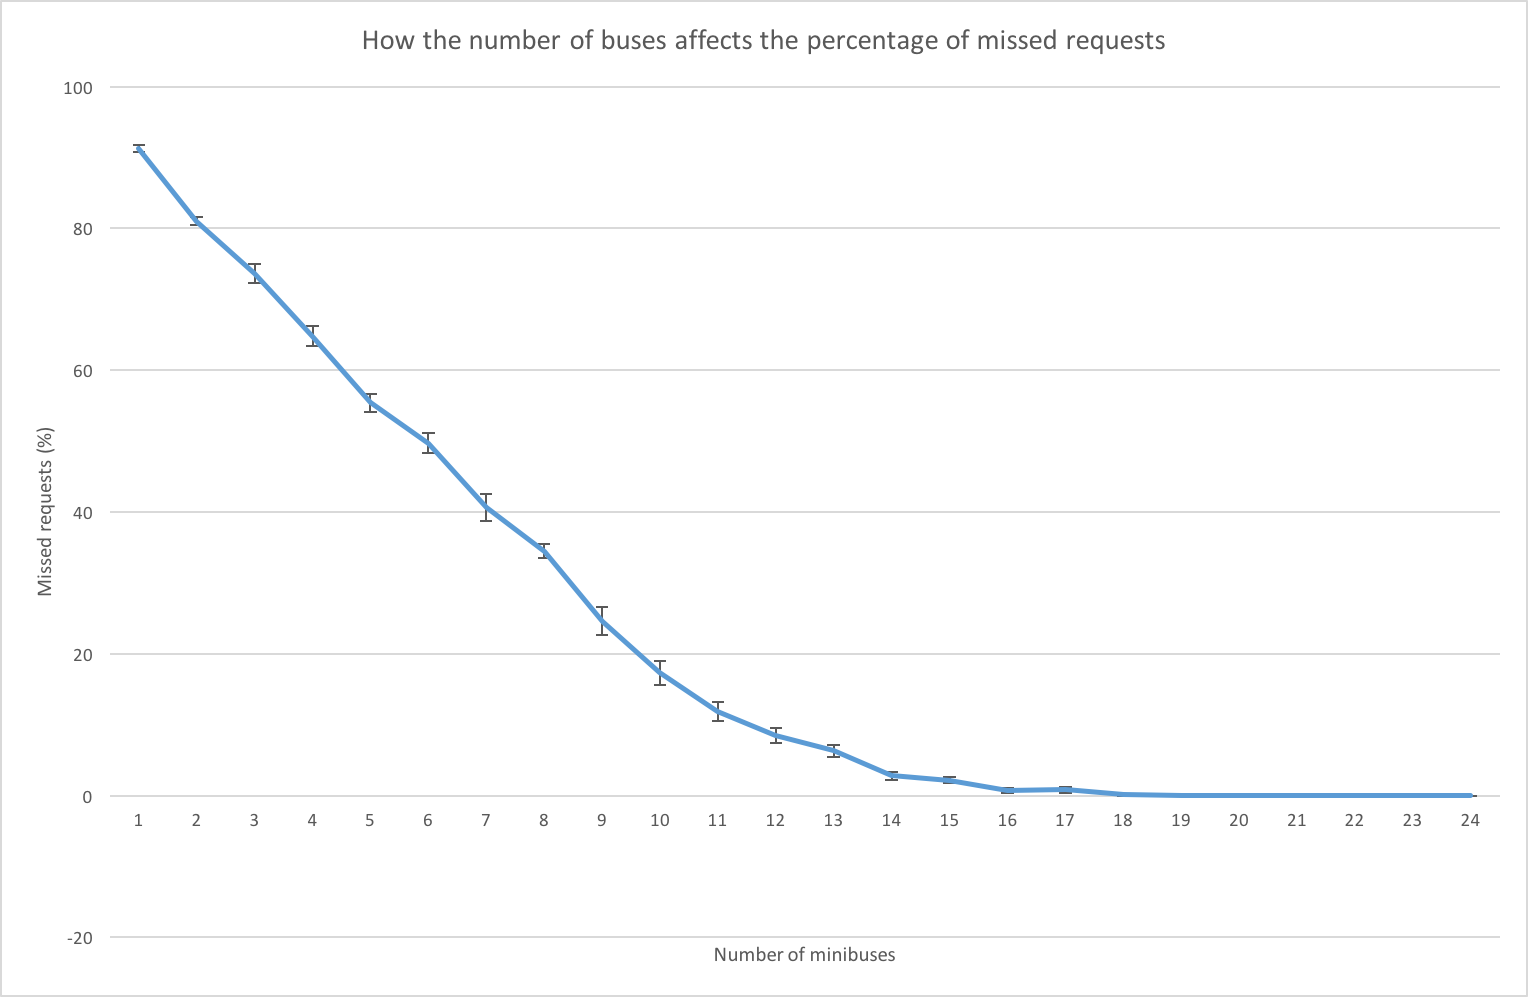 How the number of buses affects the percentage of missed requests
100
80
60
40
20
0
-20
Missed requests (%)
1 2 3 4 5 6 7 8 9 10 11 12 13 14 15 16 17 18 19 20 21 22 23 24
Number of minibuses